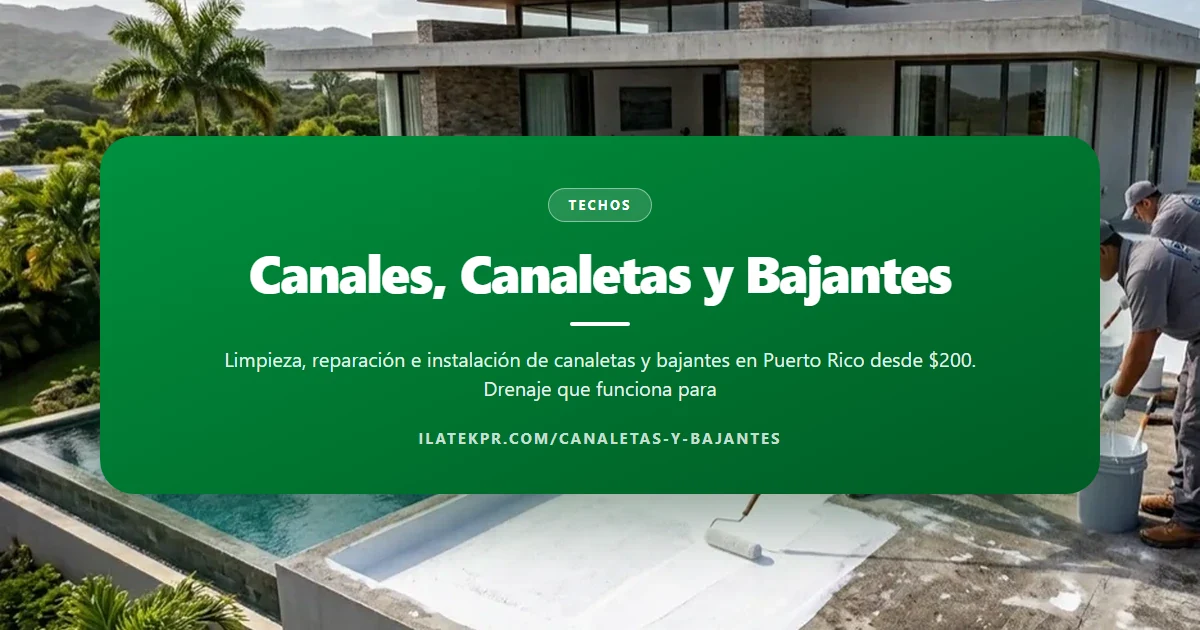 TECHOS
Canales, Canaletas y Bajantes
Limpieza, reparación e instalación de canaletas y bajantes en Puerto Rico desde $200.
Drenaje que funciona para
ILATEKPR.COM/CANALETAS-Y-BAJANTES